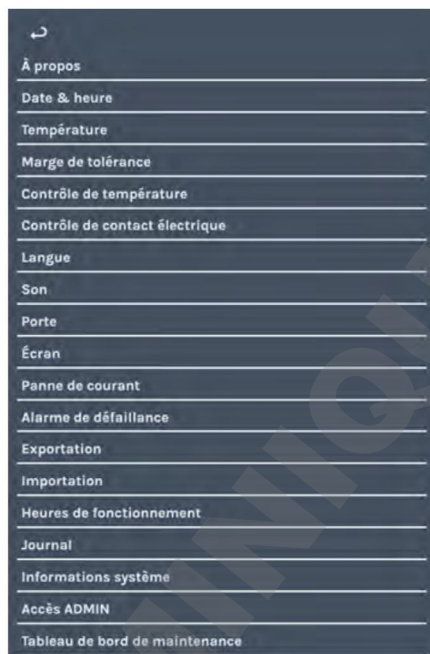 À propos
Date & heure
Température
Marge de tolérance
Contrôle de température
Contrôle de contact électrique
Langue
Son
Porte
Écran
Panne de courant
Alarme de défaillance
Exportation
Importation
Heures de fonctionnement
Journal
Informations système
Accès ADMIN
Tableau de bord de maintenance